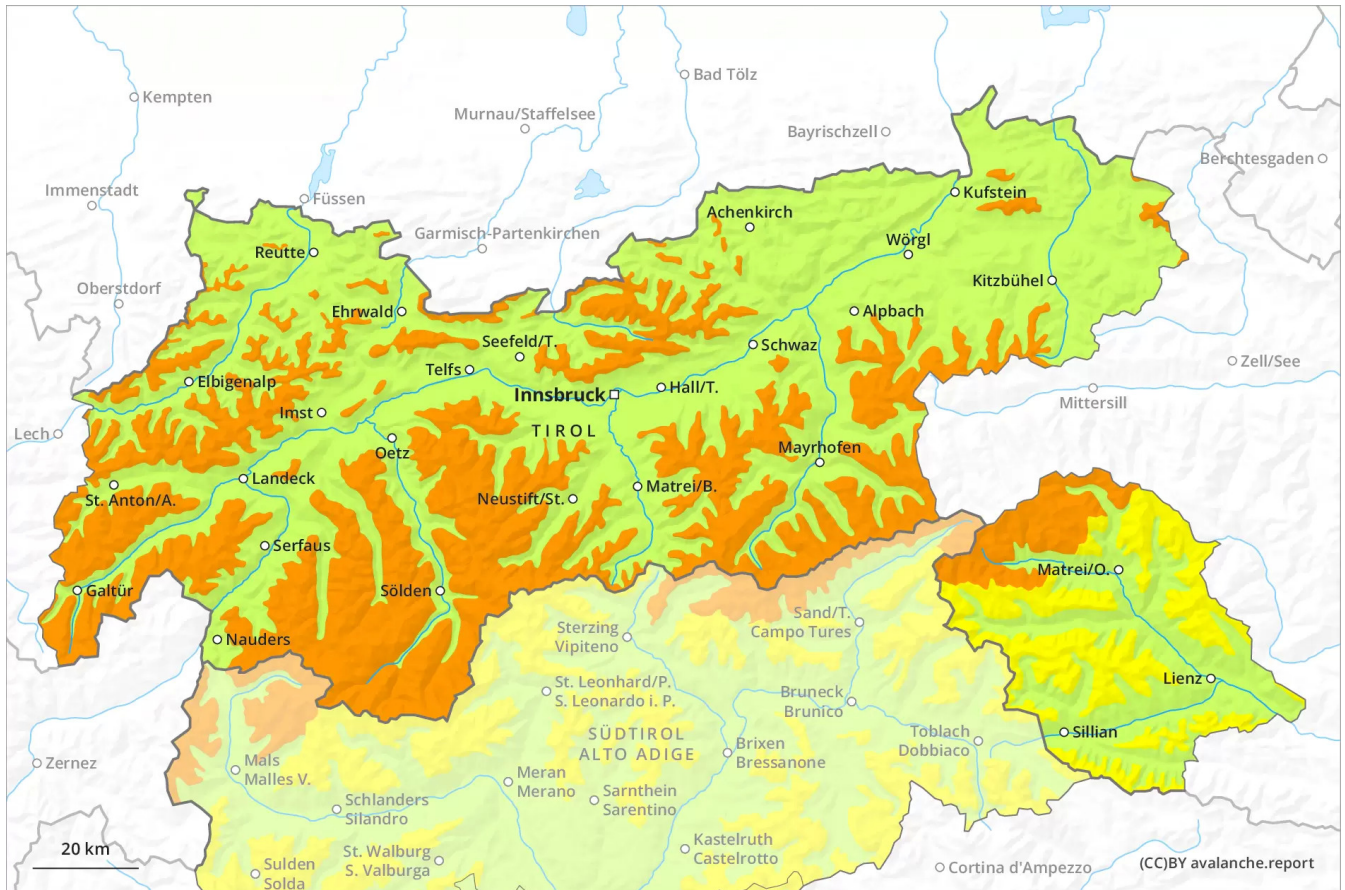 Bad Tölz
Kempten
Murnau/Staffelsee
Bayrischzell
Berchtesgaden
Immenstadt
Füssen
Kufstein
Achenkirch
Garmisch-Partenkirchen
Reutte
Wörgl
Kitzbühel
Oberstdorf
Ehrwald
Alpbach
Seefeld/T.
Schwaz
Zell/See
Telfs
Elbigenalp
Innsbruck
Hall/T.
Mittersill
Imst
Lech
TIROL
Oetz
Mayrhofen
Landeck
St. Anton/A.
Neustift/St.
Matrei/B.
Serfaus
Matrei/O.
Galtür
Sölden
Sand/T.
Campo Tures
Sterzing
Vipiteno
Nauders
Lienz
St. Leonhard/P.
S. Leonardo i. P.
Bruneck
Brunico
Sillian
SÜDTIROL
ALTO ADIGE
Toblach
Dobbiaco
Brixen
Bressanone
Zernez
Mals
Malles V.
Meran
Merano
Sarnthein
Sarentino
Schlanders
Silandro
Kastelruth
Castelrotto
20 km
St. Walburg
S. Valburga
Sulden
Solda
Cortina d'Ampezzo
(CC)BY avalanche.report